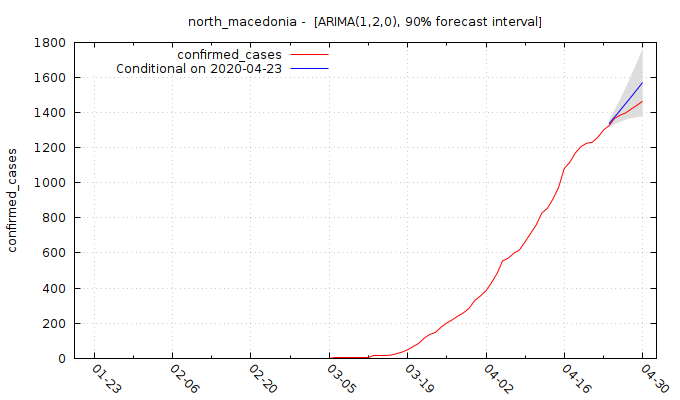 north_macedonia - [ARIMA(1,2,0), 90% forecast interval]
confirmed_cases
Conditional on 2020-04-23
confirmed_cases
1800
1600
1400
1200
1000
800
600
400
200
0
01-23 02-06 02-20 03-05 03-19 04-02 04-16 04-30